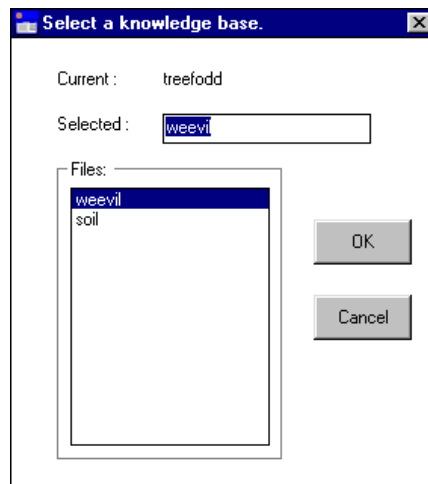 Select a knowledge base.
Current : treefodd
Selected : weevil
Files:
weevil
soil
OK
Cancel